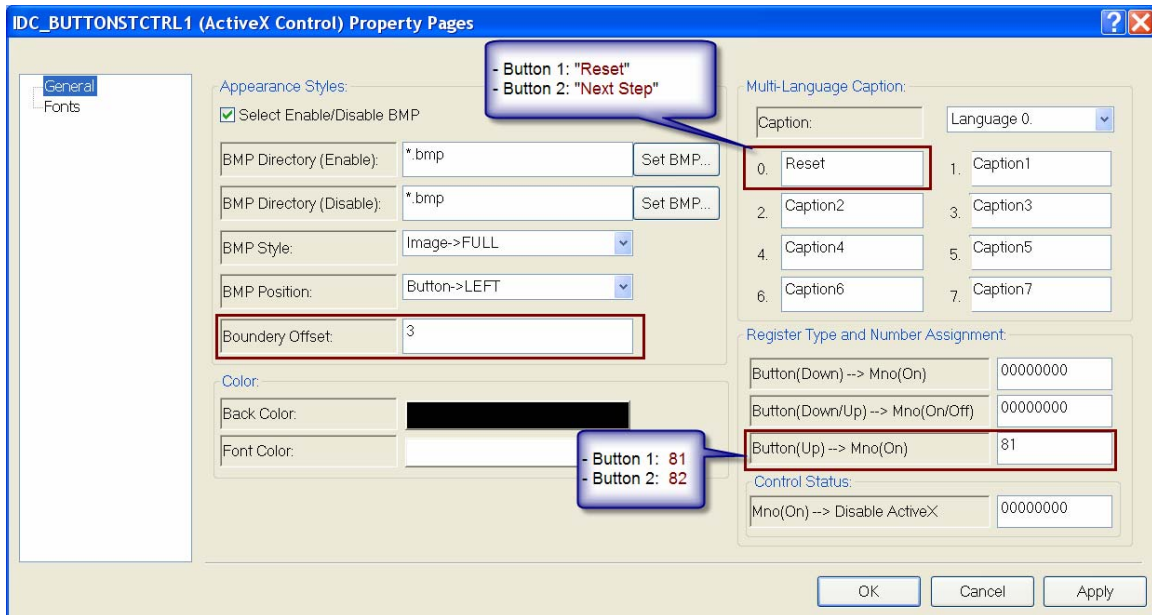 IDC_BUTTONSTCTRL1 (ActiveX Control) Property Pages
General
Fonts
- Button 1: "Reset"
- Button 2: "Next Step"
Appearance Styles:
Select Enable/Disable BMP
BMP Directory (Enable): *.bmp Set BMP...
BMP Directory (Disable): *.bmp Set BMP...
BMP Style: Image->FULL
BMP Position: Button->LEFT
Boundery Offset: 3
Color:
Back Color:
Font Color:
Multi-Language Caption:
Caption: Language 0.
0. Reset 1. Caption1
2. Caption2 3. Caption3
4. Caption4 5. Caption5
6. Caption6 7. Caption7
Register Type and Number Assignment:
Button(Down) --> Mno(On) 00000000
Button(Down/Up) --> Mno(On/Off) 00000000
Button(Up) --> Mno(On) 81
- Button 1: 81
- Button 2: 82
Control Status:
Mno(On) --> Disable ActiveX 00000000
OK Cancel Apply